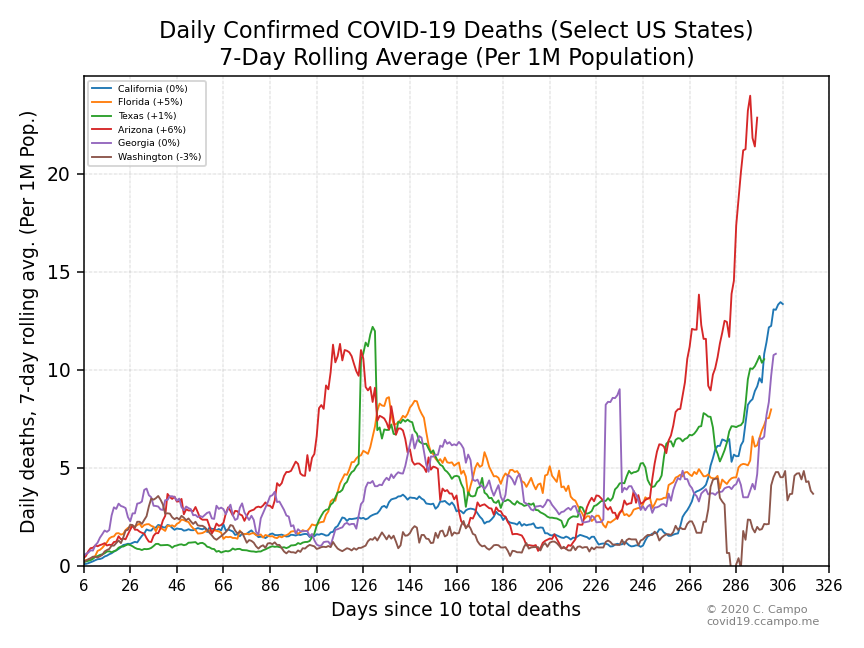 Daily Confirmed COVID-19 Deaths (Select US States)
7-Day Rolling Average (Per 1M Population)
California (0%)
Florida (+5%)
Texas (+1%)
Arizona (+6%)
Georgia (0%)
Washington (-3%)
Daily deaths, 7-day rolling avg. (Per 1M Pop.)
20
15
10
5
0
6 26 46 66 86 106 126 146 166 186 206 226 246 266 286 306 326
Days since 10 total deaths
© 2020 C. Campo
covid19.ccampo.me